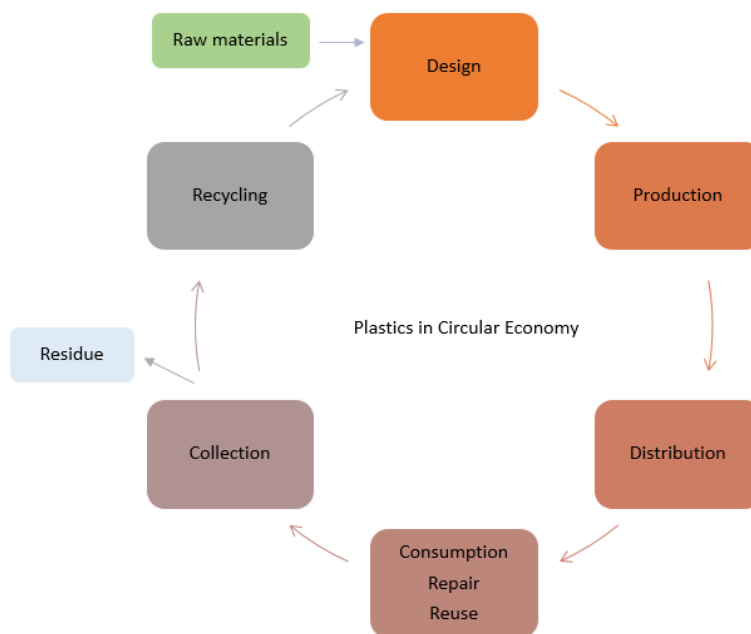 Raw materials
Design
Recycling
Production
Plastics in Circular Economy
Residue
Collection
Distribution
Consumption
Repair
Reuse